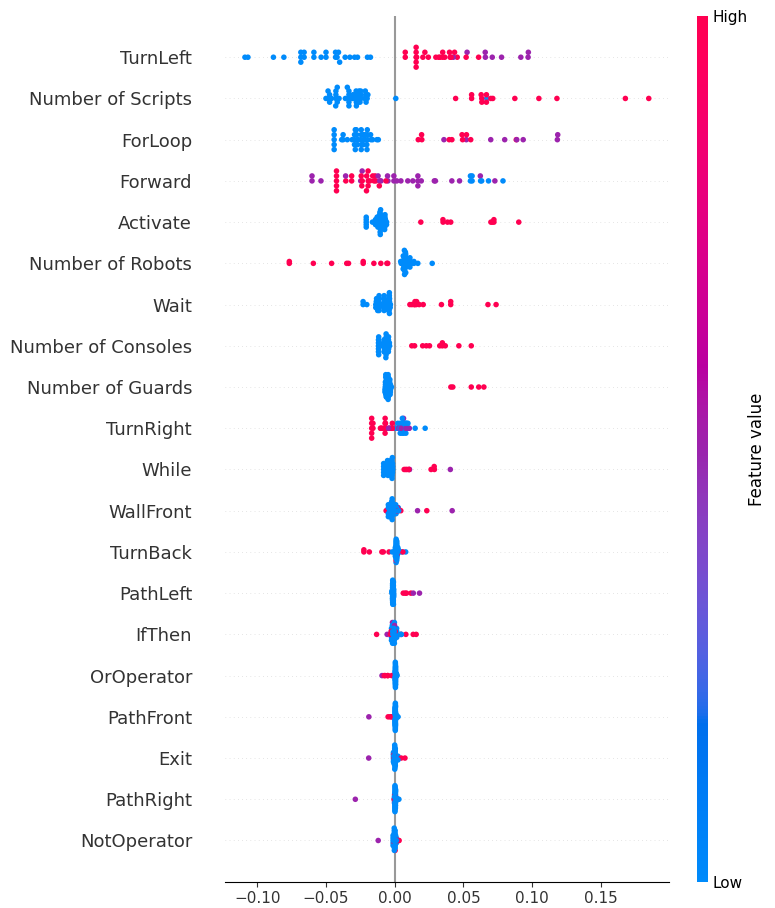 High
TurnLeft
Number of Scripts
ForLoop
Forward
Activate
Number of Robots
Wait
Number of Consoles
Number of Guards
TurnRight
While
WallFront
TurnBack
PathLeft
IfThen
OrOperator
PathFront
Exit
PathRight
NotOperator
Feature value
Low
−0.10 −0.05 0.00 0.05 0.10 0.15